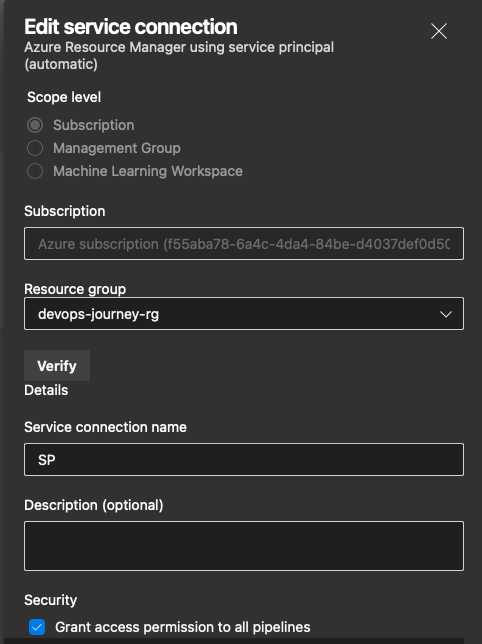 Edit service connection
Azure Resource Manager using service principal
(automatic)
Scope level
Subscription
Management Group
Machine Learning Workspace
Subscription
Azure subscription (f55aba78-6a4c-4da4-84be-d4037def0d50
Resource group
devops-journey-rg
Verify
Details
Service connection name
SP
Description (optional)
Security
Grant access permission to all pipelines